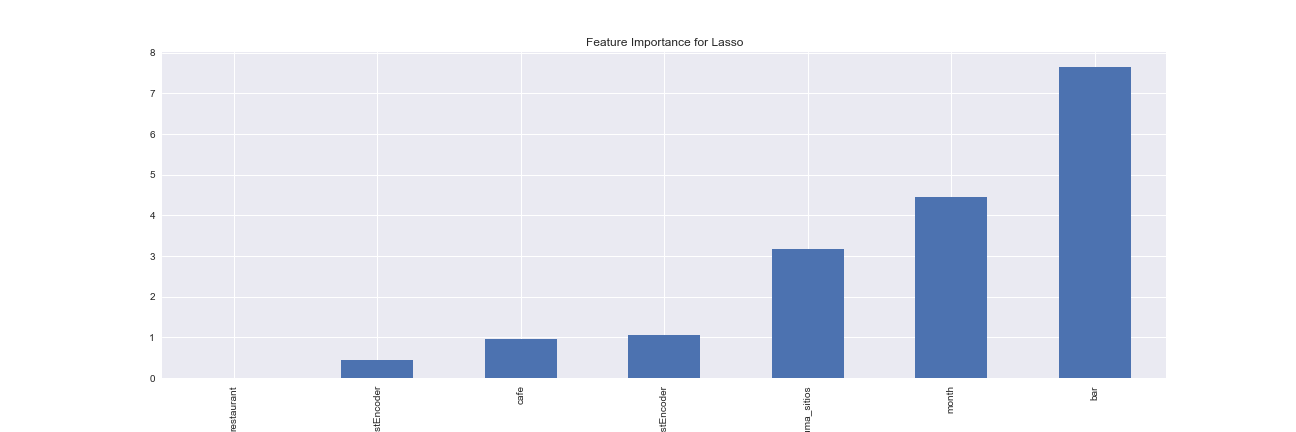 Feature Importance for Lasso
8
7
6
5
4
3
2
1
0
restaurant
stEncoder
cafe
stEncoder
ma_sitios
month
bar